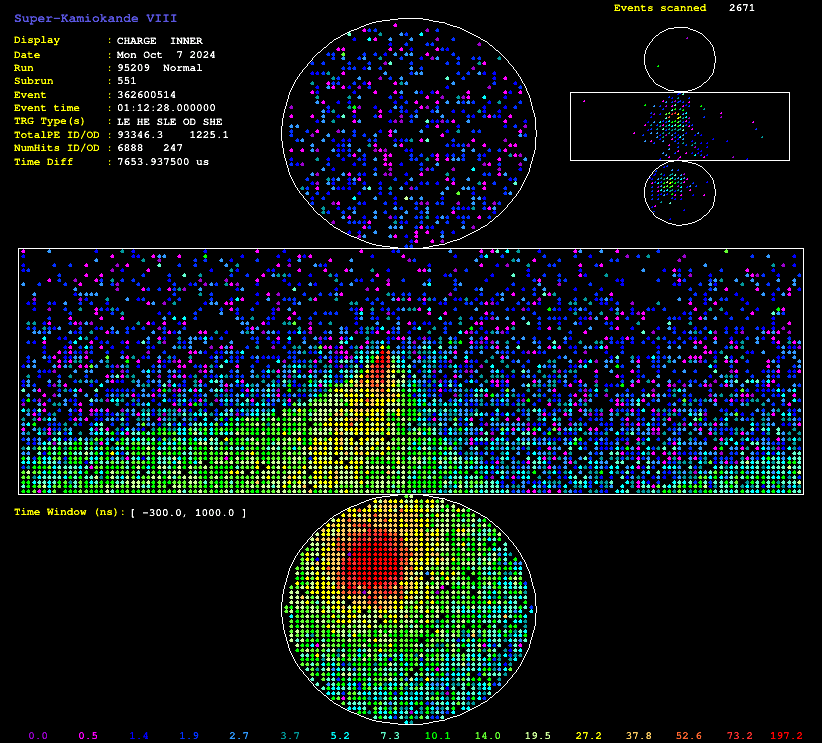 Super-Kamiokande VIII
Events scanned 2671
Display : CHARGE INNER
Date : Mon Oct 7 2024
Run : 95209 Normal
Subrun : 551
Event : 362600514
Event time : 01:12:28.000000
TRG Type(s) : LE HE SLE OD SHE
TotalPE ID/OD : 93346.3 1225.1
NumHits ID/OD : 6888 247
Time Diff : 7653.937500 us
Time Window (ns): [ -300.0, 1000.0 ]
0.0 0.5 1.4 1.9 2.7 3.7 5.2 7.3 10.1 14.0 19.5 27.2 37.8 52.6 73.2 197.2